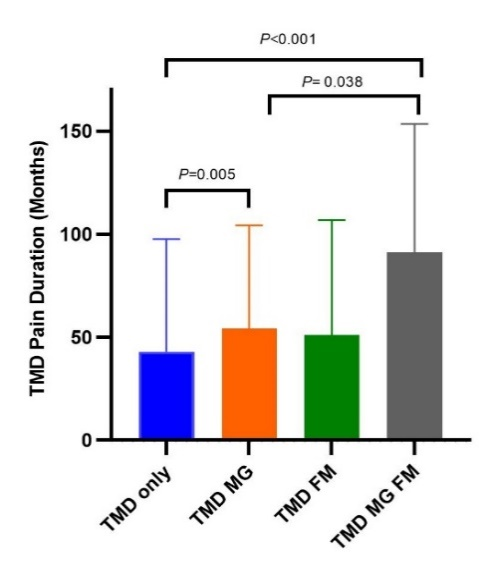 P<0.001
P= 0.038
P=0.005
TMD Pain Duration (Months)
150
100
50
0
TMD only
TMD MG
TMD FM
TMD MG FM